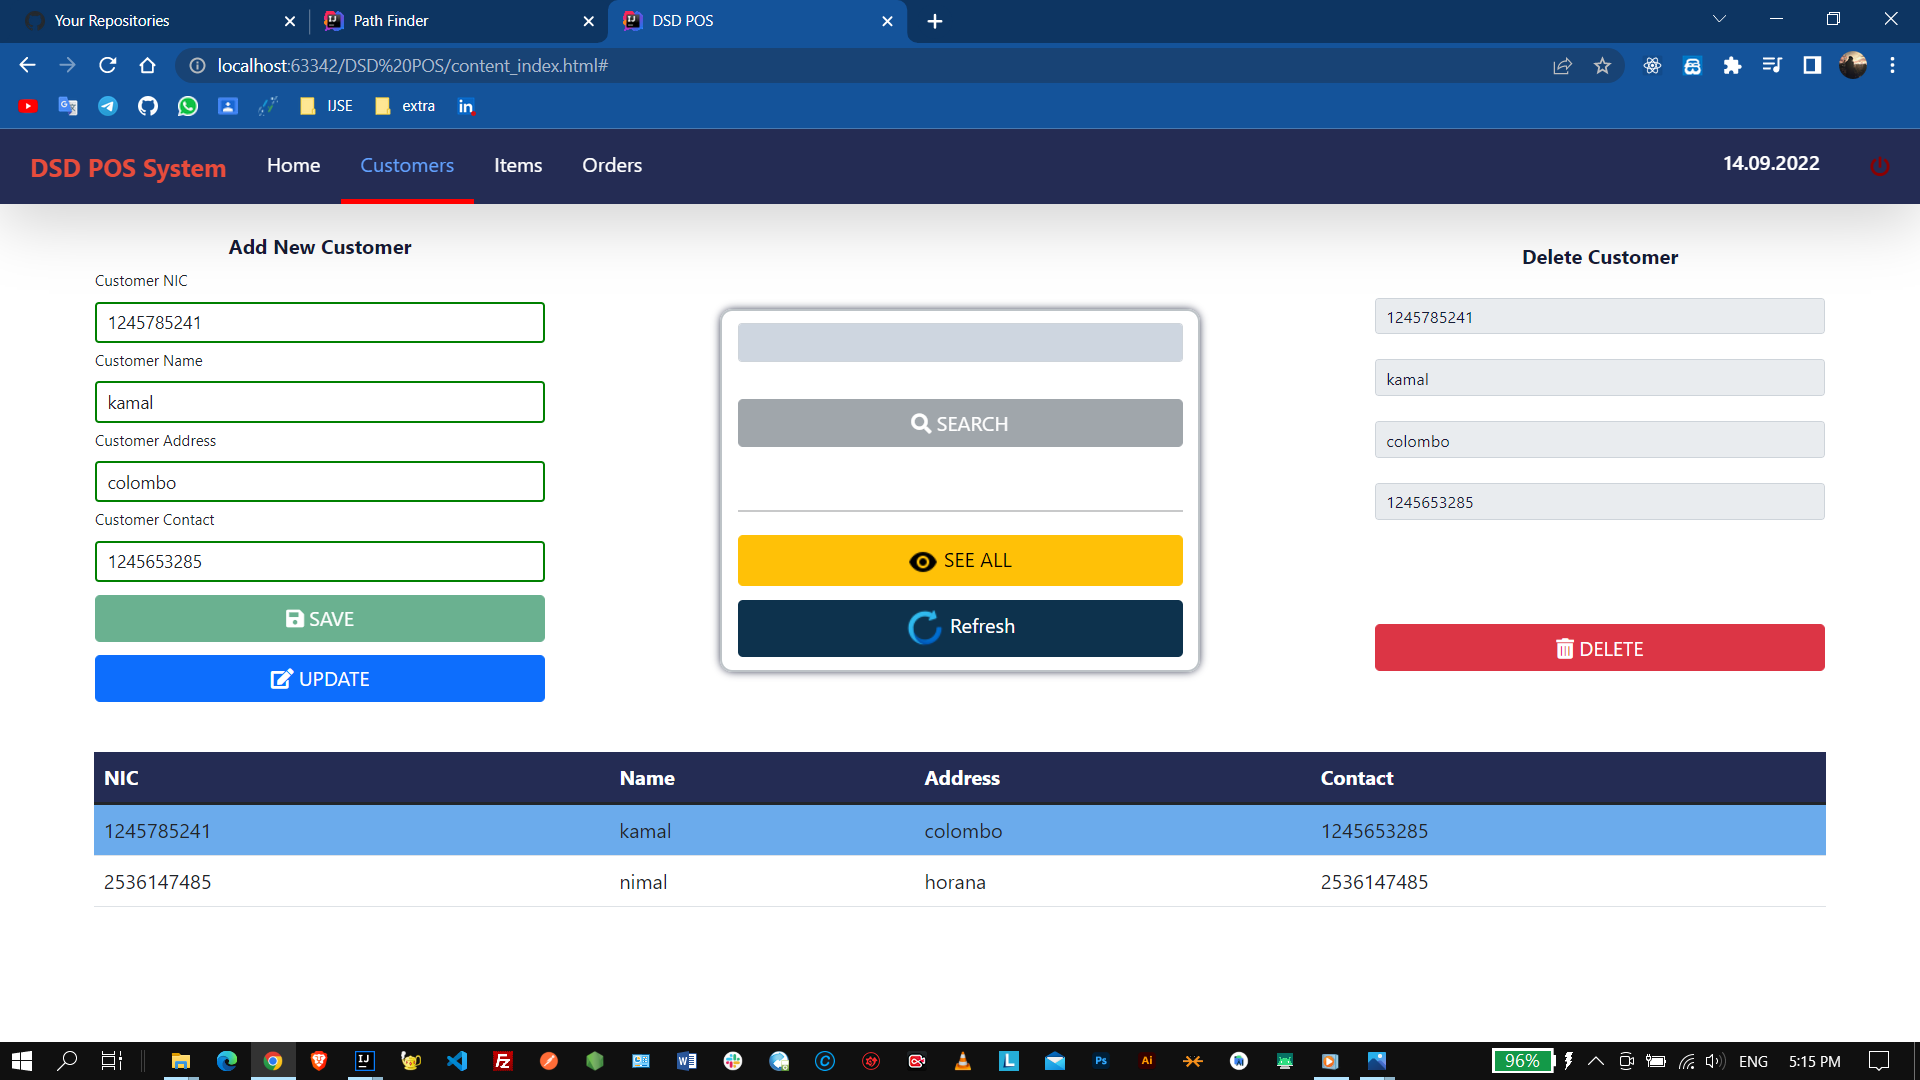 Your Repositories
Path Finder
DSD POS
localhost:63342/DSD%20POS/content_index.html#
IJSE
extra
DSD POS System
Home
Customers
Items
Orders
14.09.2022
Add New Customer
Customer NIC
1245785241
Customer Name
kamal
Customer Address
colombo
Customer Contact
1245653285
SAVE
UPDATE
SEARCH
SEE ALL
Refresh
Delete Customer
1245785241
kamal
colombo
1245653285
DELETE
NIC Name Address Contact
1245785241 kamal colombo 1245653285
2536147485 nimal horana 2536147485
96%
ENG
5:15 PM